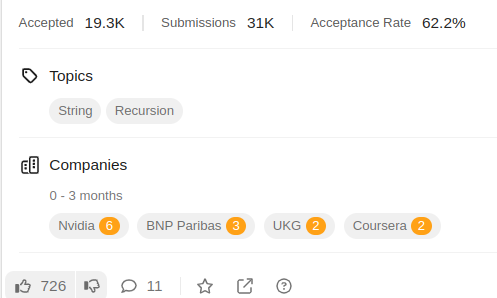 Accepted 19.3K Submissions 31K Acceptance Rate 62.2%
Topics
String Recursion
Companies
0 - 3 months
Nvidia 6 BNP Paribas 3 UKG 2 Coursera 2
726 11